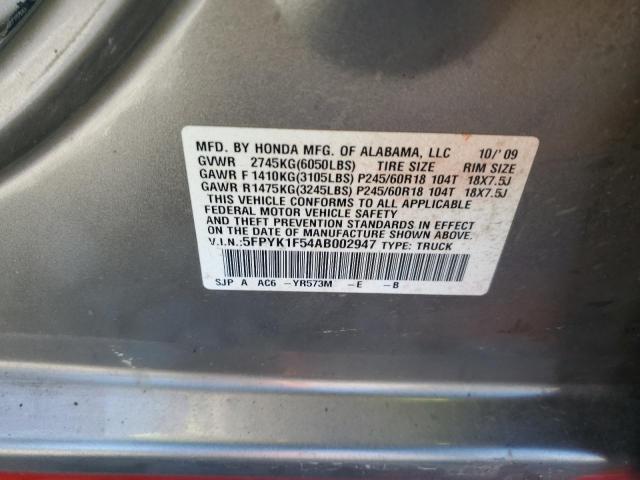 MFD. BY HONDA MFG. OF ALABAMA, LLC 10/'09
GVWR 2745KG(6050LBS) TIRE SIZE RIM SIZE
GAWR F 1410KG(3105LBS) P245/60R18 104T 18X7.5J
GAWR R1475KG(3245LBS) P245/60R18 104T 18X7.5J
THIS VEHICLE CONFORMS TO ALL APPLICABLE
FEDERAL MOTOR VEHICLE SAFETY
AND THEFT PREVENTION STANDARDS IN EFFECT
ON THE DATE OF MANUFACTURE SHOWN ABOVE.
V.I.N.:5FPYK1F54AB002947 TYPE: TRUCK
SJP A AC6 -YR573M -E -B